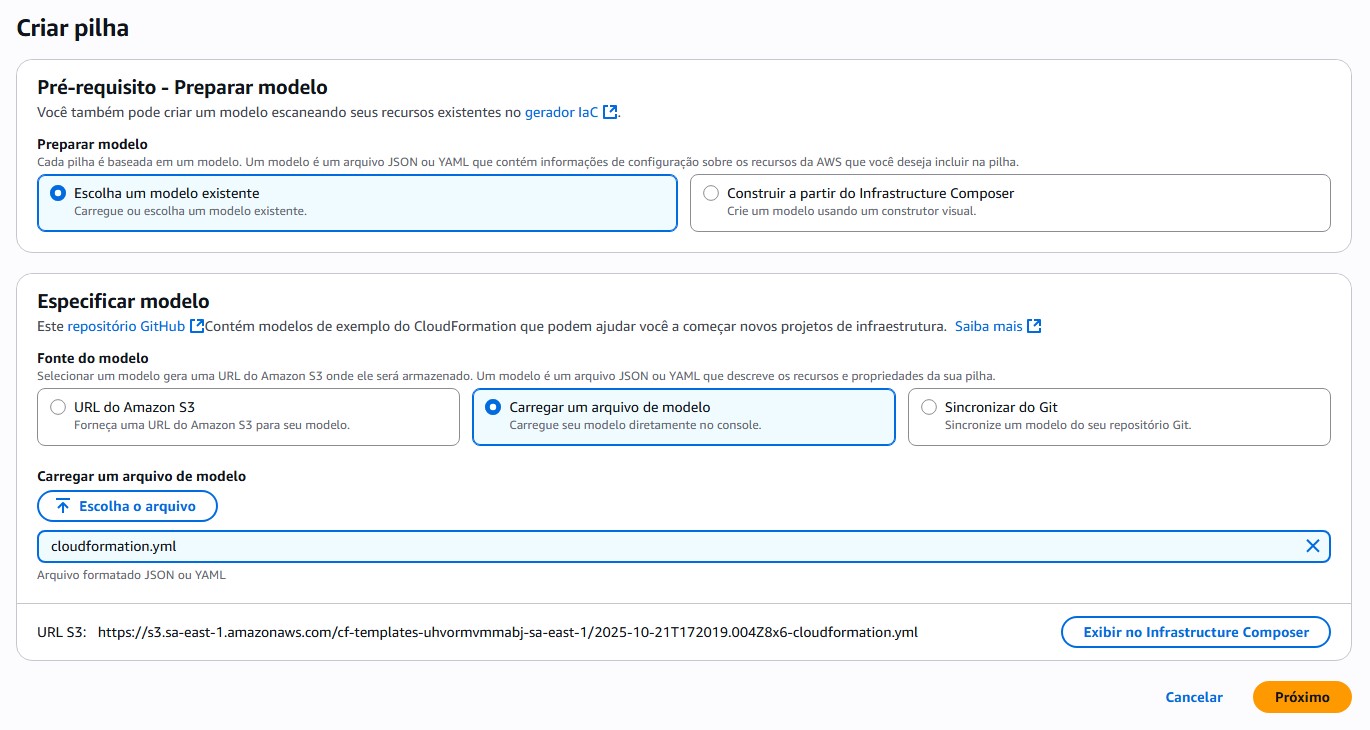 Criar pilha
Pré-requisito - Preparar modelo
Você também pode criar um modelo escaneando seus recursos existentes no gerador IaC.
Preparar modelo
Cada pilha é baseada em um modelo. Um modelo é um arquivo JSON ou YAML que contém informações de configuração sobre os recursos da AWS que você deseja incluir na pilha.
Escolha um modelo existente
Carregue ou escolha um modelo existente.
Construir a partir do Infrastructure Composer
Crie um modelo usando um construtor visual.
Especificar modelo
Este repositório GitHub Contém modelos de exemplo do CloudFormation que podem ajudar você a começar novos projetos de infraestrutura. Saiba mais
Fonte do modelo
Selecionar um modelo gera uma URL do Amazon S3 onde ele será armazenado. Um modelo é um arquivo JSON ou YAML que descreve os recursos e propriedades da sua pilha.
URL do Amazon S3
Forneça uma URL do Amazon S3 para seu modelo.
Carregar um arquivo de modelo
Carregue seu modelo diretamente no console.
Sincronizar do Git
Sincronize um modelo do seu repositório Git.
Carregar um arquivo de modelo
Escolha o arquivo
cloudformation.yml
Arquivo formatado JSON ou YAML
URL S3: https://s3.sa-east-1.amazonaws.com/cf-templates-uhvormvmmabj-sa-east-1/2025-10-21T172019.004Z8x6-cloudformation.yml
Exibir no Infrastructure Composer
Cancelar
Próximo